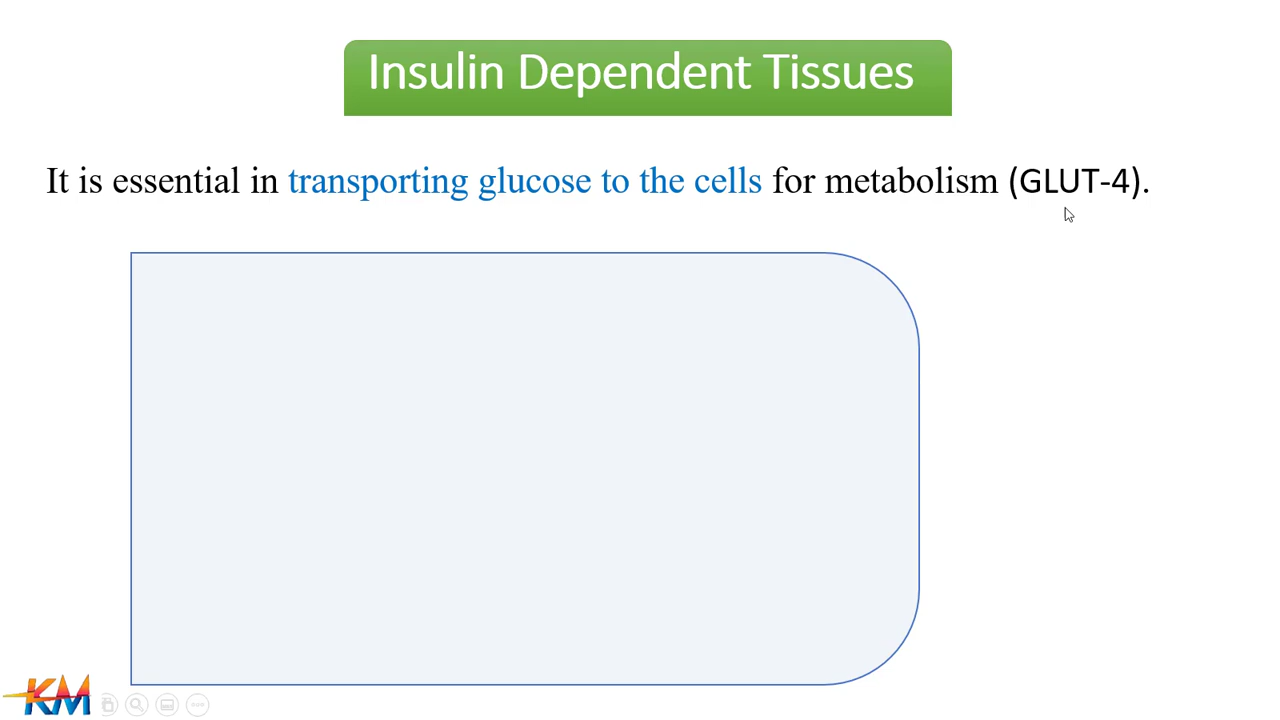 Insulin Dependent Tissues
It is essential in transporting glucose to the cells for metabolism (GLUT-4).
KM